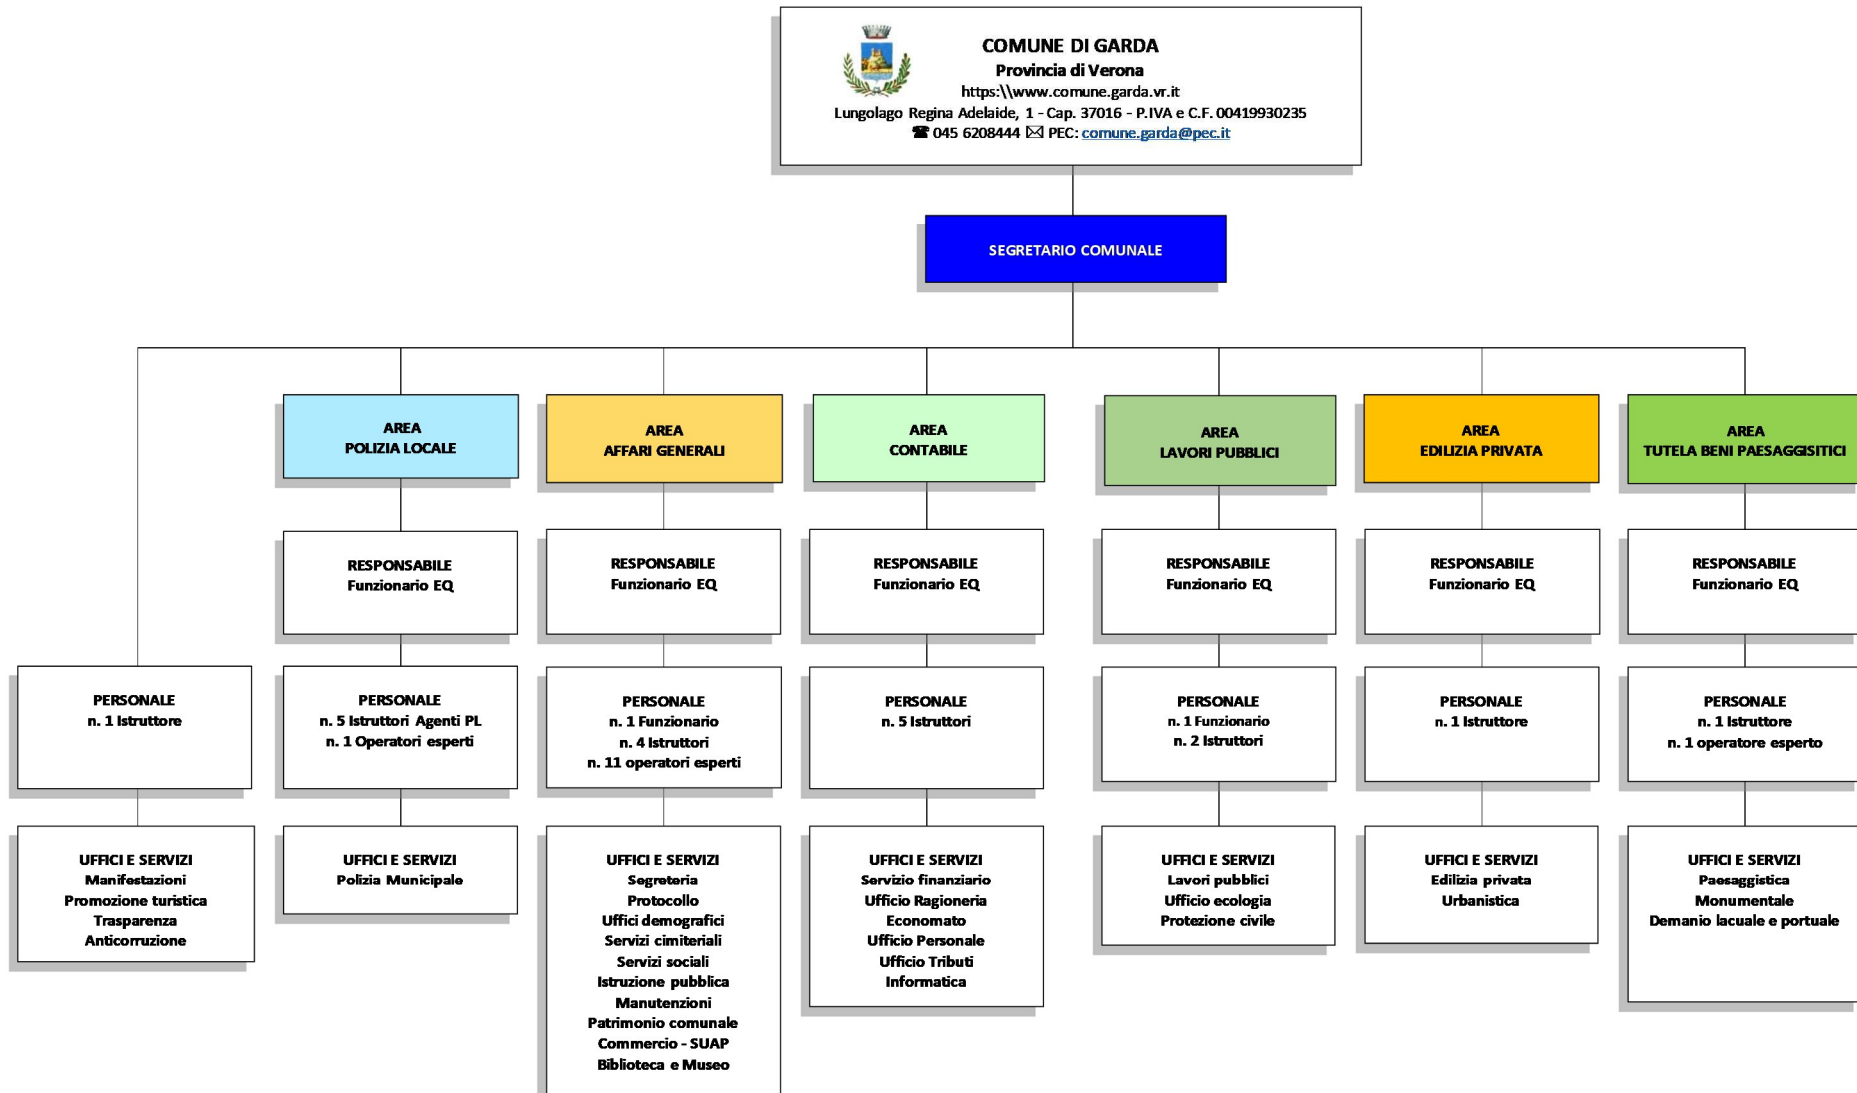 COMUNE DI GARDA
Provincia di Verona
https:\\www.comune.garda.vr.it
Lungolago Regina Adelaide, 1 - Cap. 37016 - P.IVA e C.F. 00419930235
☎ 045 6208444 ✉ PEC: comune.garda@pec.it
SEGRETARIO COMUNALE
AREA
POLIZIA LOCALE
AREA
AFFARI GENERALI
AREA
CONTABILE
AREA
LAVORI PUBBLICI
AREA
EDILIZIA PRIVATA
AREA
TUTELA BENI PAESAGGISITICI
RESPONSABILE
Funzionario EQ
RESPONSABILE
Funzionario EQ
RESPONSABILE
Funzionario EQ
RESPONSABILE
Funzionario EQ
RESPONSABILE
Funzionario EQ
RESPONSABILE
Funzionario EQ
PERSONALE
n. 1 Istruttore
PERSONALE
n. 5 Istruttori Agenti PL
n. 1 Operatori esperti
PERSONALE
n. 1 Funzionario
n. 4 Istruttori
n. 11 operatori esperti
PERSONALE
n. 5 Istruttori
PERSONALE
n. 1 Funzionario
n. 2 Istruttori
PERSONALE
n. 1 Istruttore
PERSONALE
n. 1 Istruttore
n. 1 operatore esperto
UFFICI E SERVIZI
Manifestazioni
Promozione turistica
Trasparenza
Anticorruzione
UFFICI E SERVIZI
Polizia Municipale
UFFICI E SERVIZI
Segreteria
Protocollo
Uffici demografici
Servizi cimiteriali
Servizi sociali
Istruzione pubblica
Manutenzioni
Patrimonio comunale
Commercio - SUAP
Biblioteca e Museo
UFFICI E SERVIZI
Servizio finanziario
Ufficio Ragioneria
Economato
Ufficio Personale
Ufficio Tributi
Informatica
UFFICI E SERVIZI
Lavori pubblici
Ufficio ecologia
Protezione civile
UFFICI E SERVIZI
Edilizia privata
Urbanistica
UFFICI E SERVIZI
Paesaggistica
Monumentale
Demanio lacuale e portuale